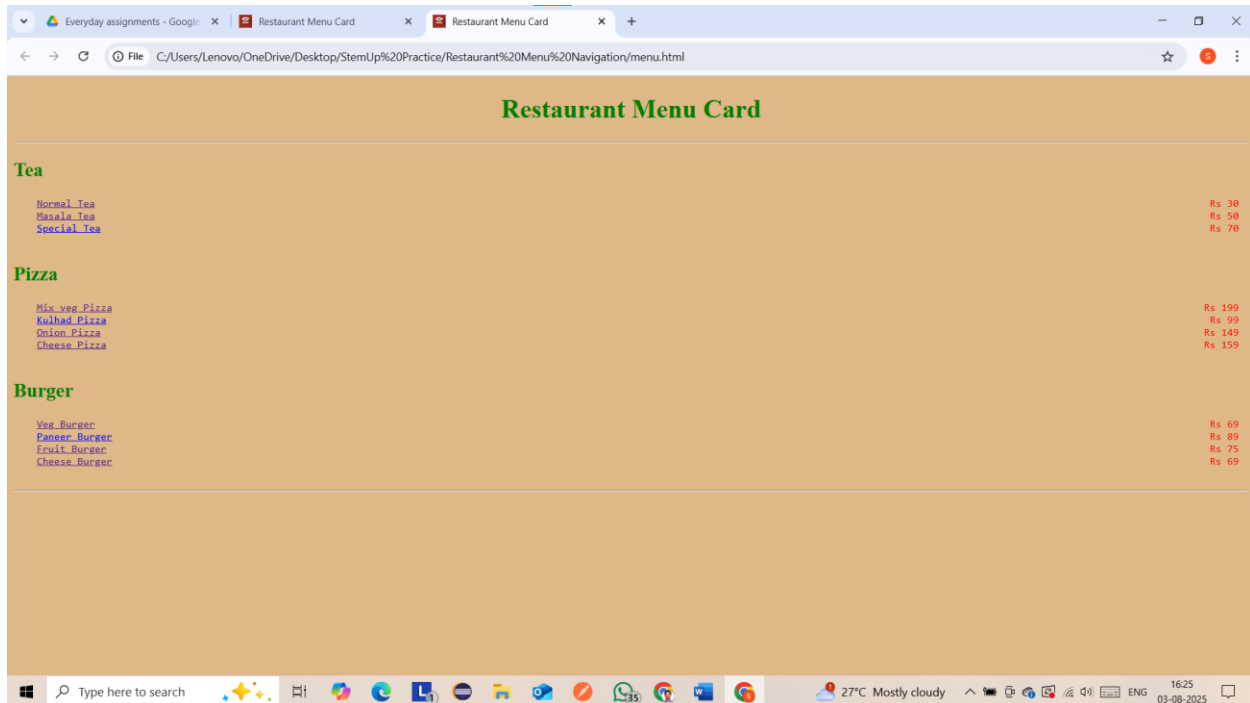 Everyday assignments - Google
Restaurant Menu Card
Restaurant Menu Card
File C:/Users/Lenovo/OneDrive/Desktop/StemUp%20Practice/Restaurant%20Menu%20Navigation/menu.html
S
Restaurant Menu Card
Tea
Normal Tea Rs 30
Masala Tea Rs 50
Special Tea Rs 70
Pizza
Mix veg Pizza Rs 199
Kulhad Pizza Rs 99
Onion Pizza Rs 149
Cheese Pizza Rs 159
Burger
Veg Burger Rs 69
Paneer Burger Rs 89
Fruit Burger Rs 75
Cheese Burger Rs 69
Type here to search
L
35
27°C Mostly cloudy
ENG
16:25
03-08-2025